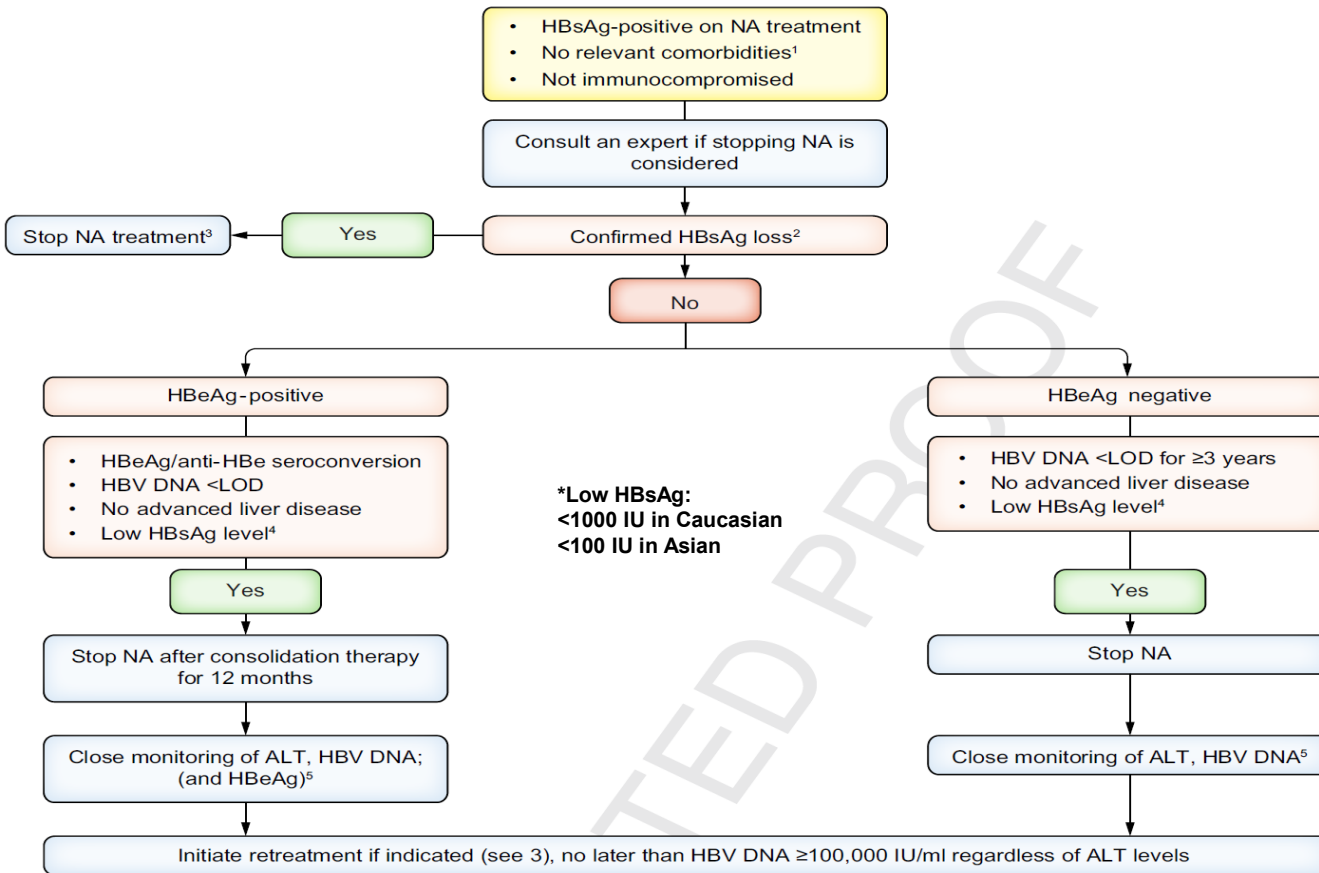 • HBsAg-positive on NA treatment
• No relevant comorbidities¹
• Not immunocompromised
Consult an expert if stopping NA is
considered
Stop NA treatment³
Yes
Confirmed HBsAg loss²
No
HBeAg-positive
HBeAg negative
• HBeAg/anti-HBe seroconversion
• HBV DNA <LOD
• No advanced liver disease
• Low HBsAg level⁴
*Low HBsAg:
<1000 IU in Caucasian
<100 IU in Asian
• HBV DNA <LOD for ≥3 years
• No advanced liver disease
• Low HBsAg level⁴
Yes
Yes
Stop NA after consolidation therapy
for 12 months
Stop NA
Close monitoring of ALT, HBV DNA;
(and HBeAg)⁵
Close monitoring of ALT, HBV DNA⁵
Initiate retreatment if indicated (see 3), no later than HBV DNA ≥100,000 IU/ml regardless of ALT levels
TED PROOF